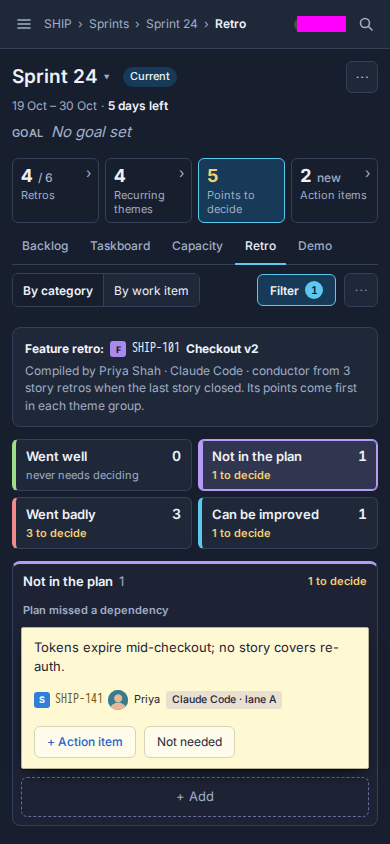 SHIP › Sprints › Sprint 24 › Retro
Sprint 24 ▾ Current ...
19 Oct – 30 Oct · 5 days left
GOAL No goal set
4 / 6 › Retros
4 › Recurring themes
5 Points to decide
2 new › Action items
Backlog Taskboard Capacity Retro Demo
By category By work item Filter 1 ...
Feature retro: F SHIP-101 Checkout v2
Compiled by Priya Shah · Claude Code · conductor from 3
story retros when the last story closed. Its points come first
in each theme group.
Went well 0
never needs deciding
Not in the plan 1
1 to decide
Went badly 3
3 to decide
Can be improved 1
1 to decide
Not in the plan 1 1 to decide
Plan missed a dependency
Tokens expire mid-checkout; no story covers re-
auth.
S SHIP-141 Priya Claude Code · lane A
+ Action item Not needed
+ Add